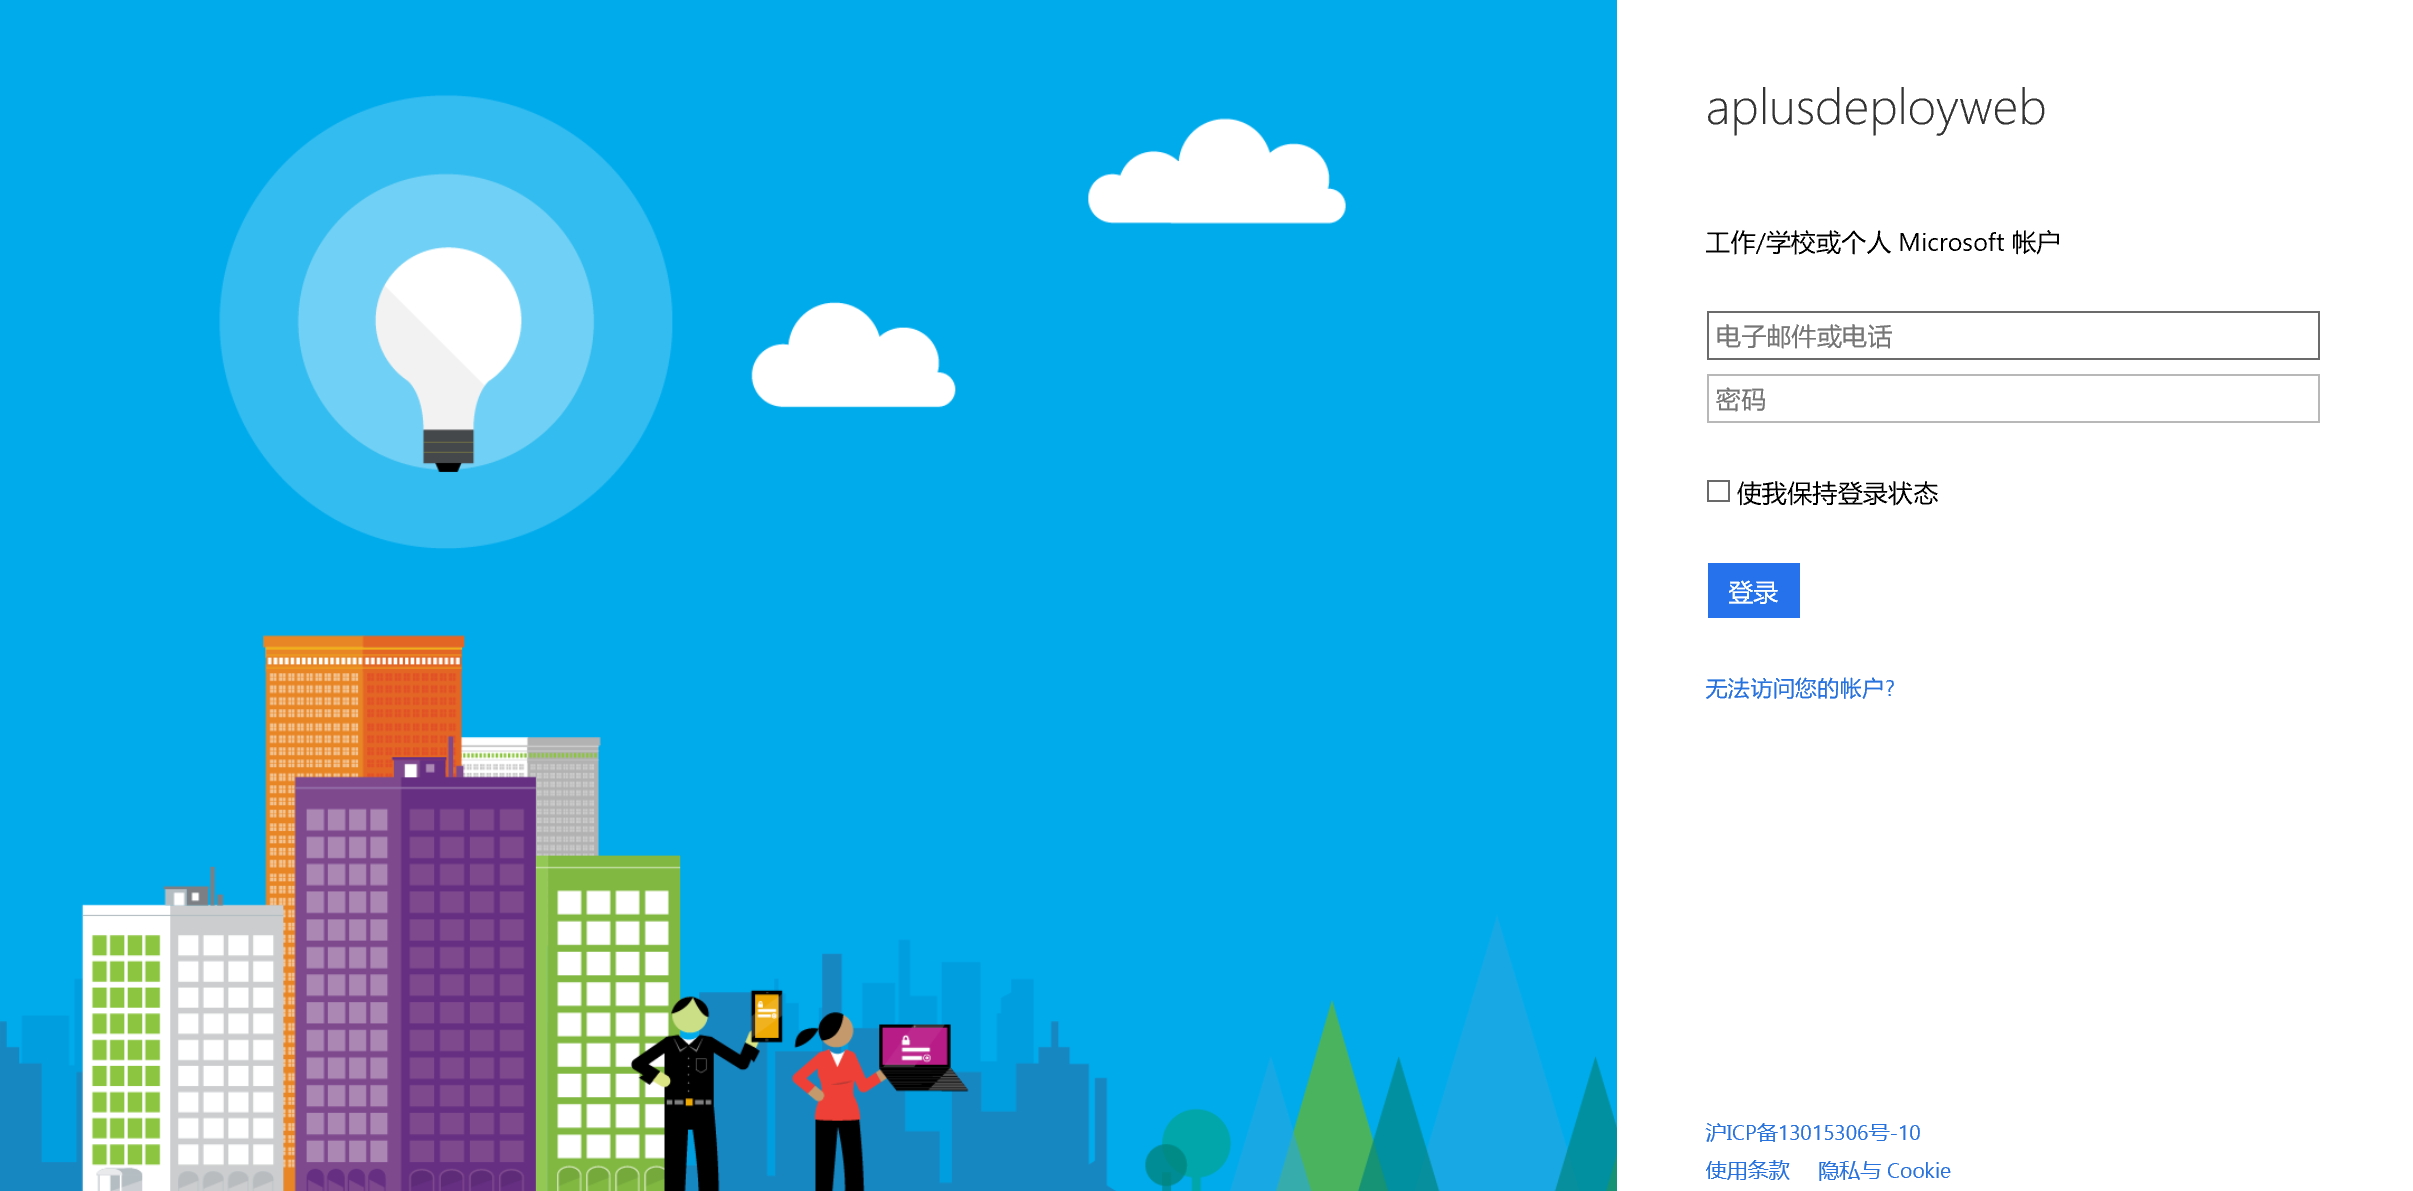 aplusdeployweb
工作/学校或个人 Microsoft 帐户
电子邮件或电话
密码
使我保持登录状态
登录
无法访问您的帐户?
沪ICP备13015306号-10
使用条款 隐私与 Cookie